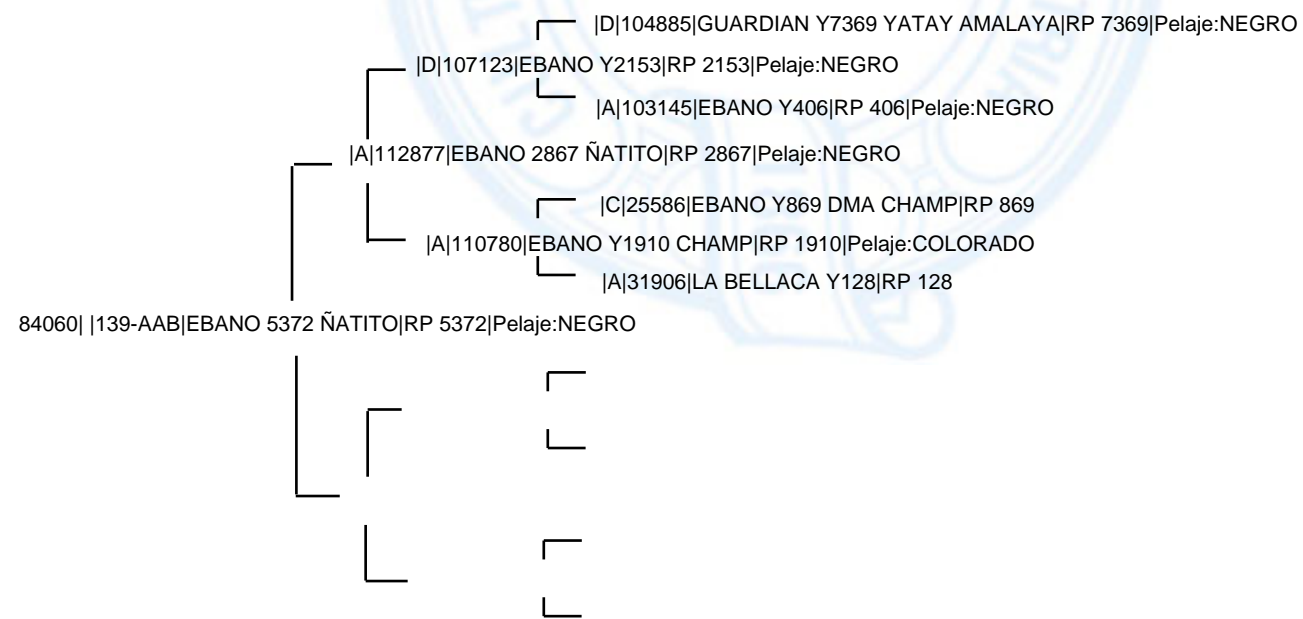 |D|104885|GUARDIAN Y7369 YATAY AMALAYA|RP 7369|Pelaje:NEGRO
|D|107123|EBANO Y2153|RP 2153|Pelaje:NEGRO
|A|103145|EBANO Y406|RP 406|Pelaje:NEGRO
|A|112877|EBANO 2867 ÑATITO|RP 2867|Pelaje:NEGRO
|C|25586|EBANO Y869 DMA CHAMP|RP 869
|A|110780|EBANO Y1910 CHAMP|RP 1910|Pelaje:COLORADO
|A|31906|LA BELLACA Y128|RP 128
84060| |139-AAB|EBANO 5372 ÑATITO|RP 5372|Pelaje:NEGRO